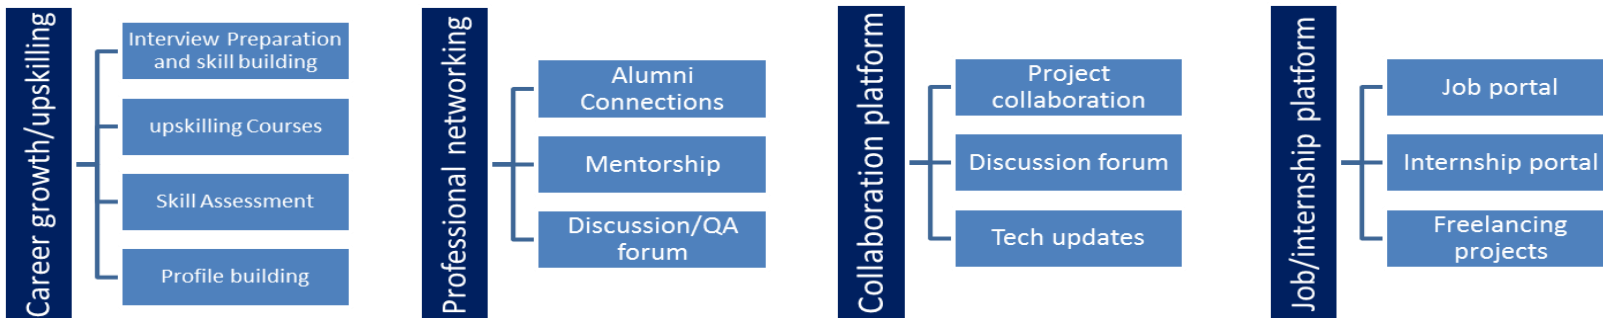 Career growth/upskilling
Interview Preparation
and skill building
upskilling Courses
Skill Assessment
Profile building
Professional networking
Alumni
Connections
Mentorship
Discussion/QA
forum
Collaboration platform
Project
collaboration
Discussion forum
Tech updates
Job/internship platform
Job portal
Internship portal
Freelancing
projects